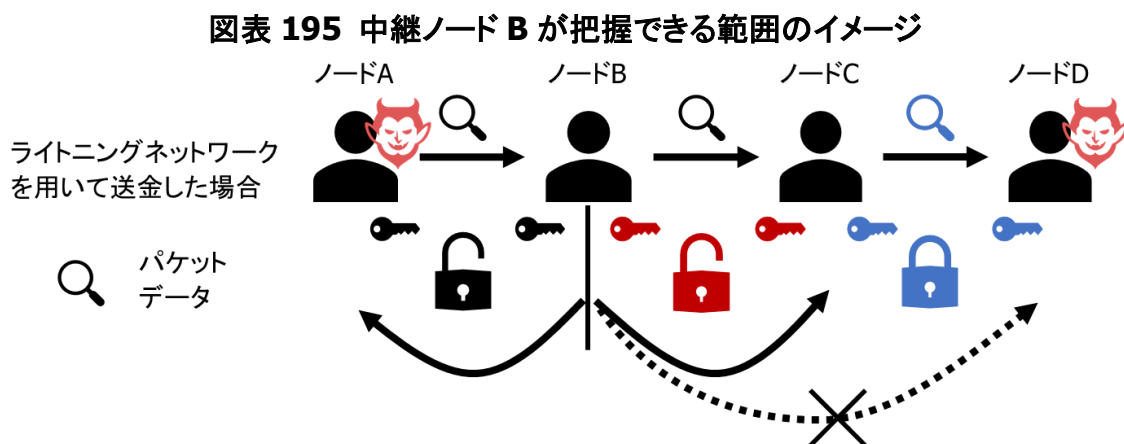 図表 195 中継ノード B が把握できる範囲のイメージ
ノードA
ノードB
ノードC
ノードD
ライトニングネットワーク
を用いて送金した場合
パケット
データ